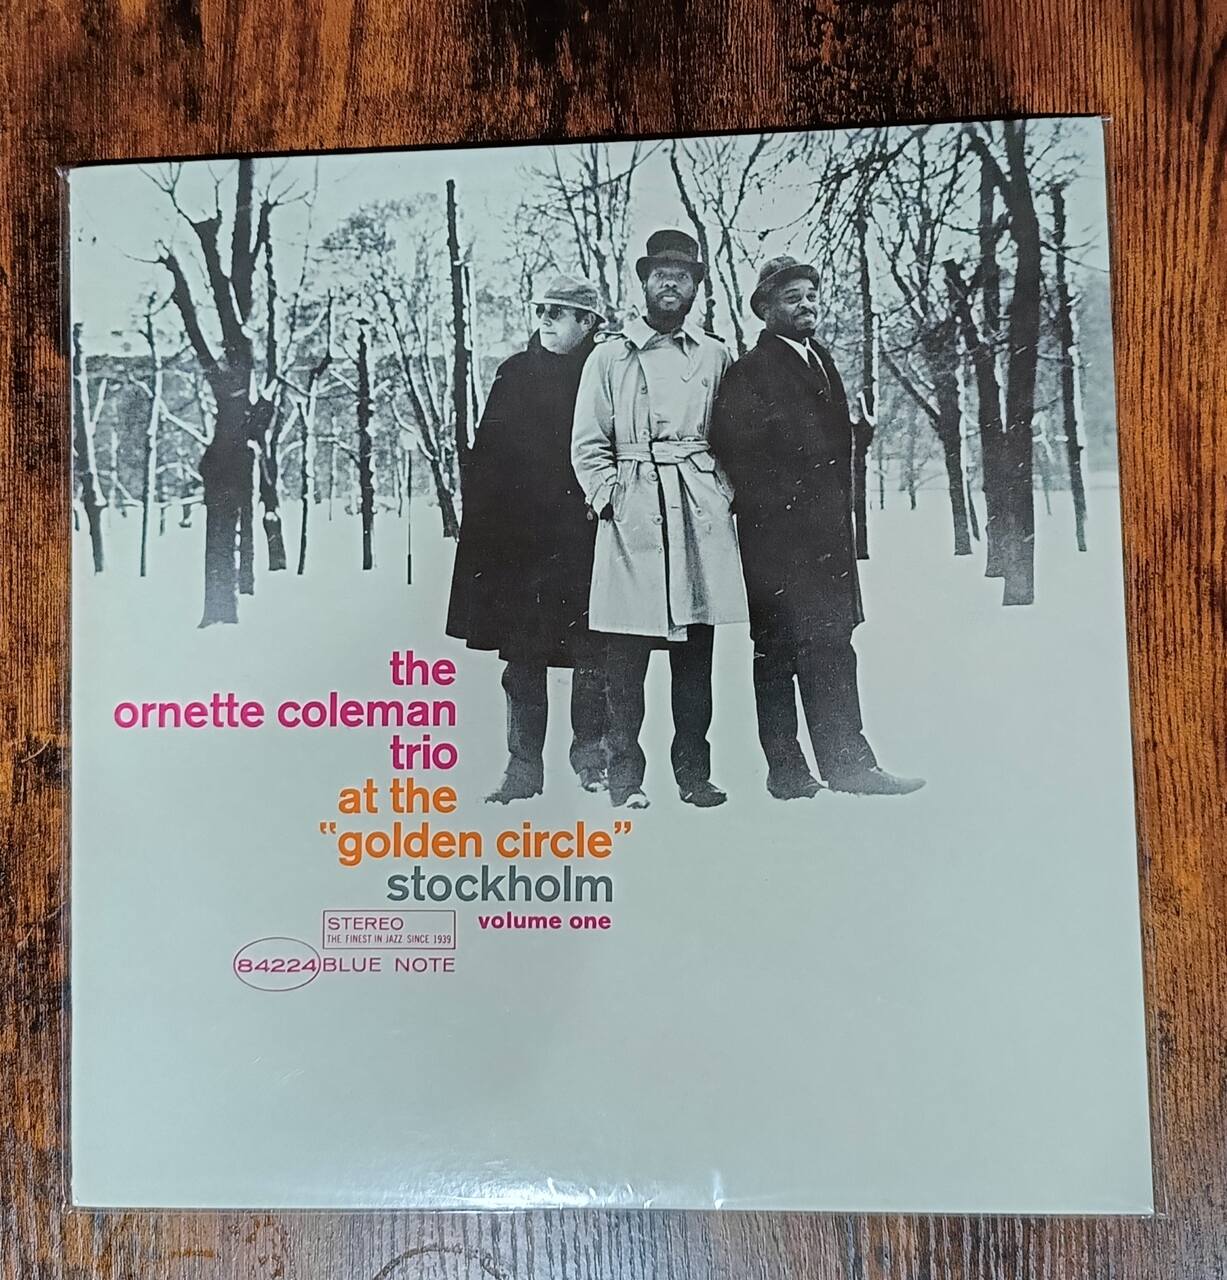 the
ornette coleman
trio
at the
"golden circle"
stockholm
volume one
STEREO
THE FINEST IN JAZZ SINCE 1939
84224 BLUE NOTE